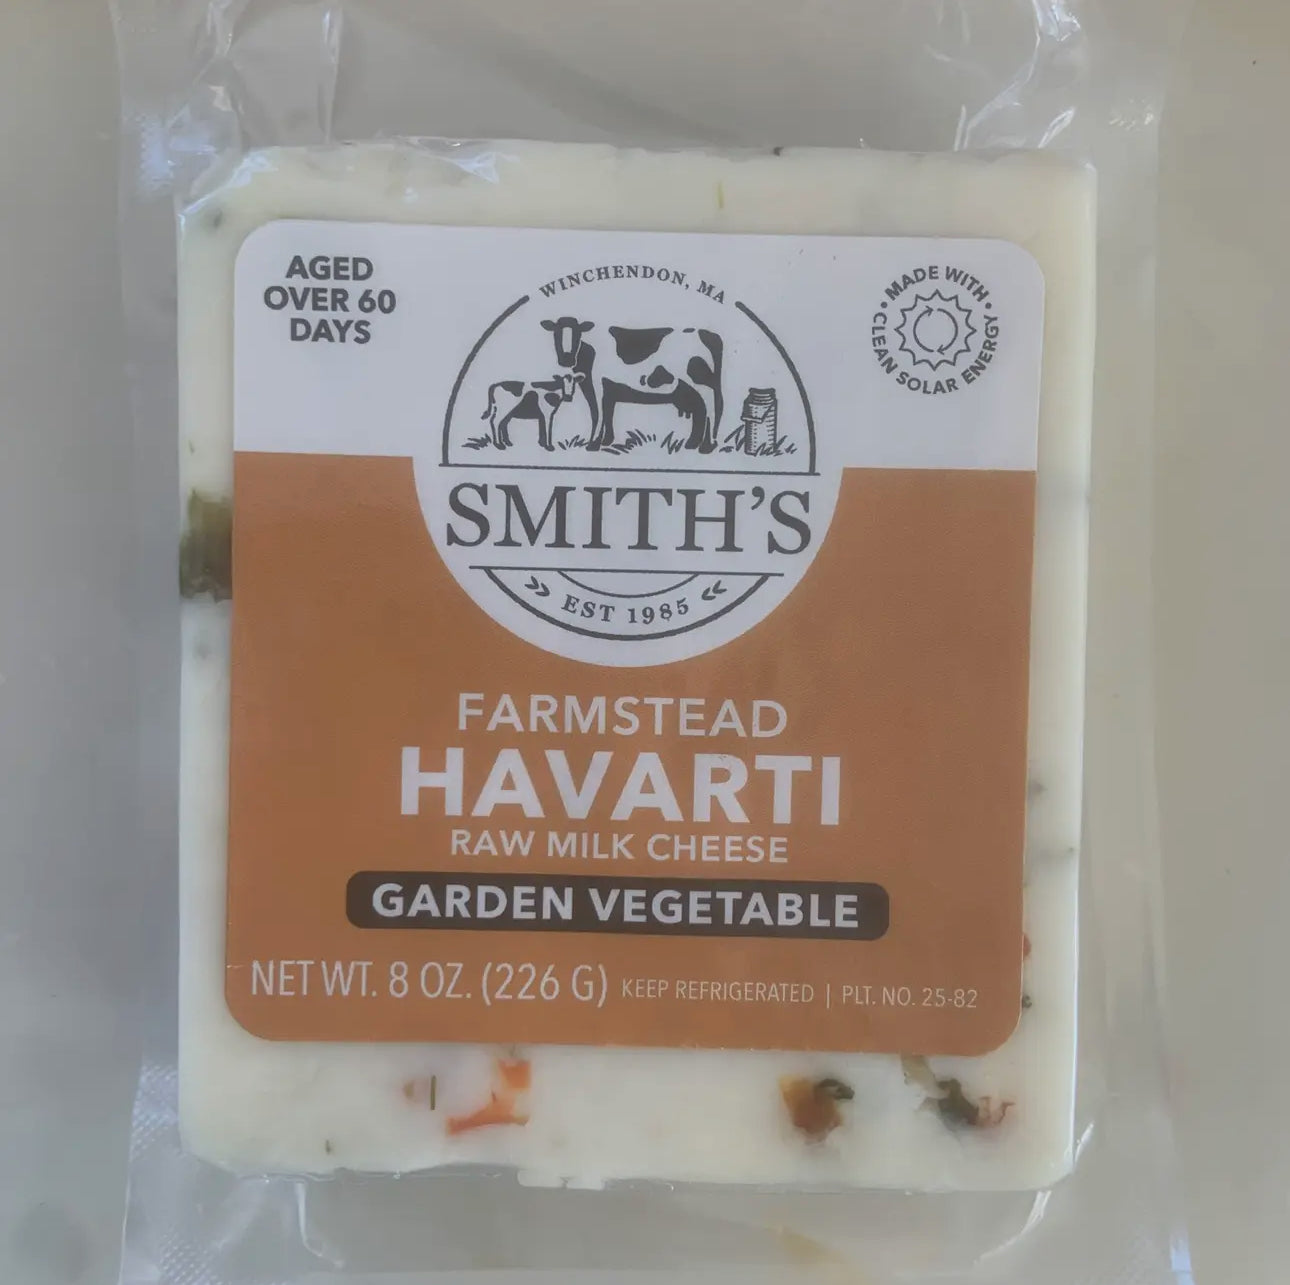 AGED
OVER 60
DAYS
WINCHENDON, MA
MADE WITH
• CLEAN SOLAR ENERGY •
SMITH'S
EST 1985
FARMSTEAD
HAVARTI
RAW MILK CHEESE
GARDEN VEGETABLE
NET WT. 8 OZ. (226 G) KEEP REFRIGERATED | PLT. NO. 25-82